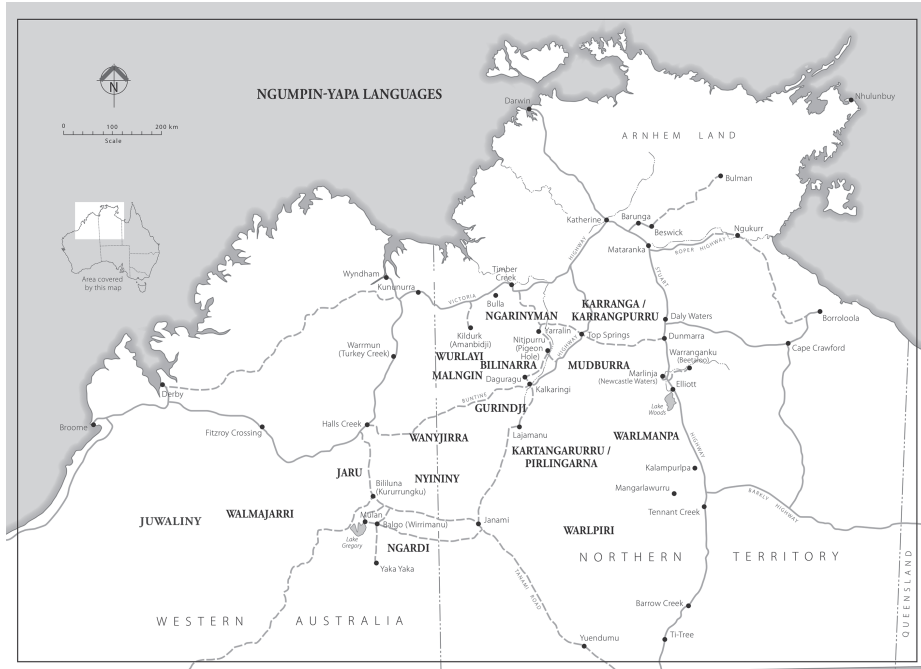 NGUMPIN-YAPA LANGUAGES
N
0 100 200 km
Scale
Area covered
by this map
Darwin
Nhulunbuy
ARNHEM LAND
Bulman
Katherine
Barunga
Beswick
Ngukurr
Mataranka
ROPER HIGHWAY
HIGHWAY
STUART
Wyndham
Kununurra
Timber
Creek
VICTORIA
Bulla
NGARINYMAN
KARRANGA /
KARRANGPURRU
Daly Waters
Borroloola
Kildurk
(Amanbidji)
Yarralin
Top Springs
Dunmarra
Cape Crawford
Nitjpurru
(Pigeon
Hole)
HIGHWAY
Warmun
(Turkey Creek)
WURLAYI
BILINARRA
MUDBURRA
Warranganku
(Beetaloo)
MALNGIN
Daguragu
Kalkaringi
Marlinja
(Newcastle Waters)
Elliott
Derby
BUNTINE
Lake
Woods
GURINDJI
Broome
Fitzroy Crossing
Halls Creek
Lajamanu
WANYJIRRA
WARLMANPA
HIGHWAY
KARTANGARURRU /
PIRLINGARNA
Kalampurlpa
JARU
NYININY
Bililuna
(Kururrungku)
Mangarlawurru
BARKLY HIGHWAY
Tennant Creek
JUWALINY
WALMAJARRI
Mulan
Balgo (Wirrimanu)
Janami
WARLPIRI
Lake
Gregory
NGARDI
NORTHERN TERRITORY
Yaka Yaka
TANAMI ROAD
QUEENSLAND
Barrow Creek
WESTERN AUSTRALIA
Yuendumu
Ti-Tree